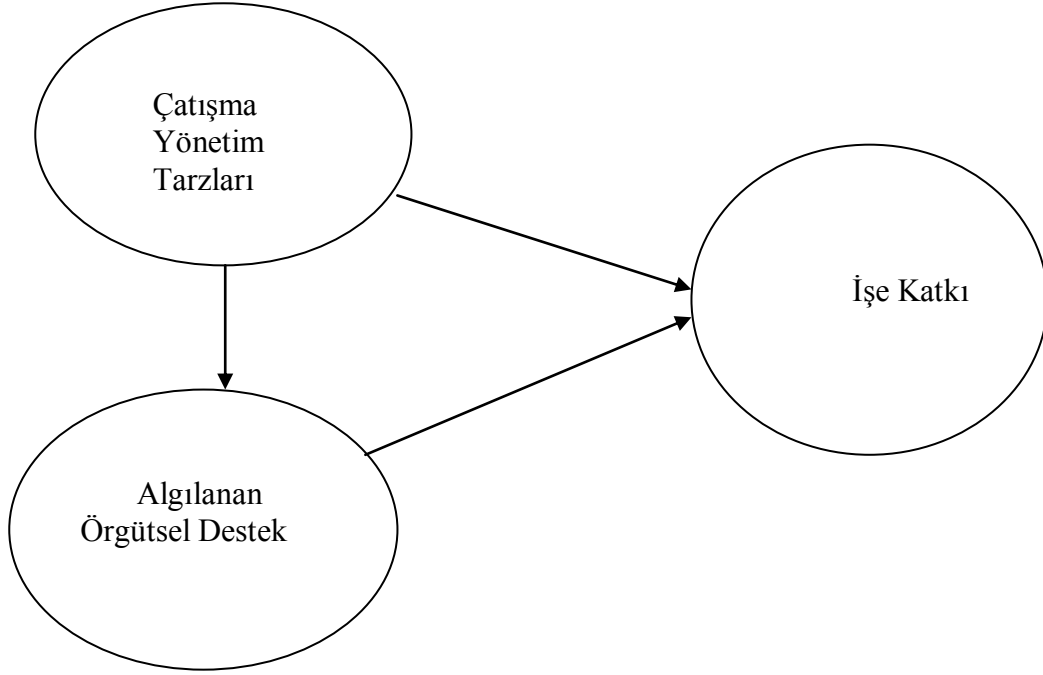 Çatışma
Yönetim
Tarzları
İşe Katkı
Algılanan
Örgütsel Destek